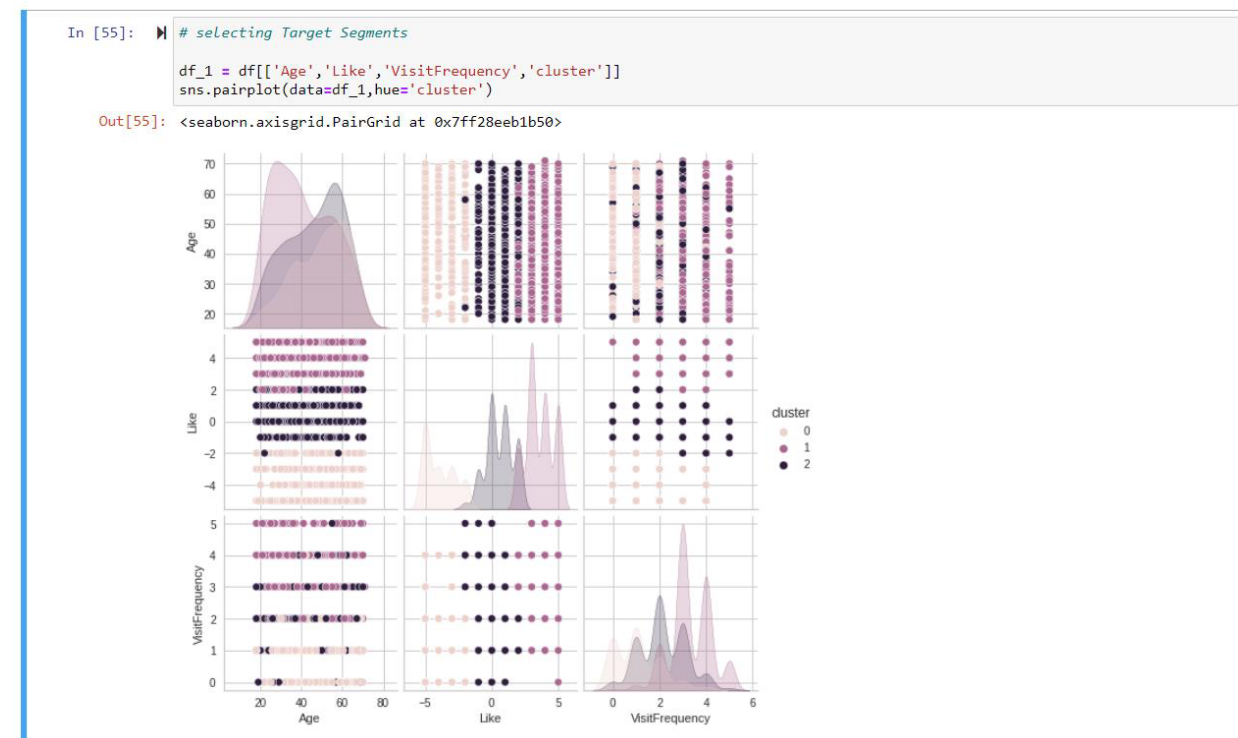 In [55]:
# selecting Target Segments
df_1 = df[['Age','Like','VisitFrequency','cluster']]
sns.pairplot(data=df_1,hue='cluster')
Out[55]: <seaborn.axisgrid.PairGrid at 0x7ff28eeb1b50>
70
60
50
40
30
20
Age
4
2
0
−2
−4
Like
cluster
0
1
2
5
4
3
2
1
0
VisitFrequency
20 40 60 80
Age
−5 0 5
Like
0 2 4 6
VisitFrequency